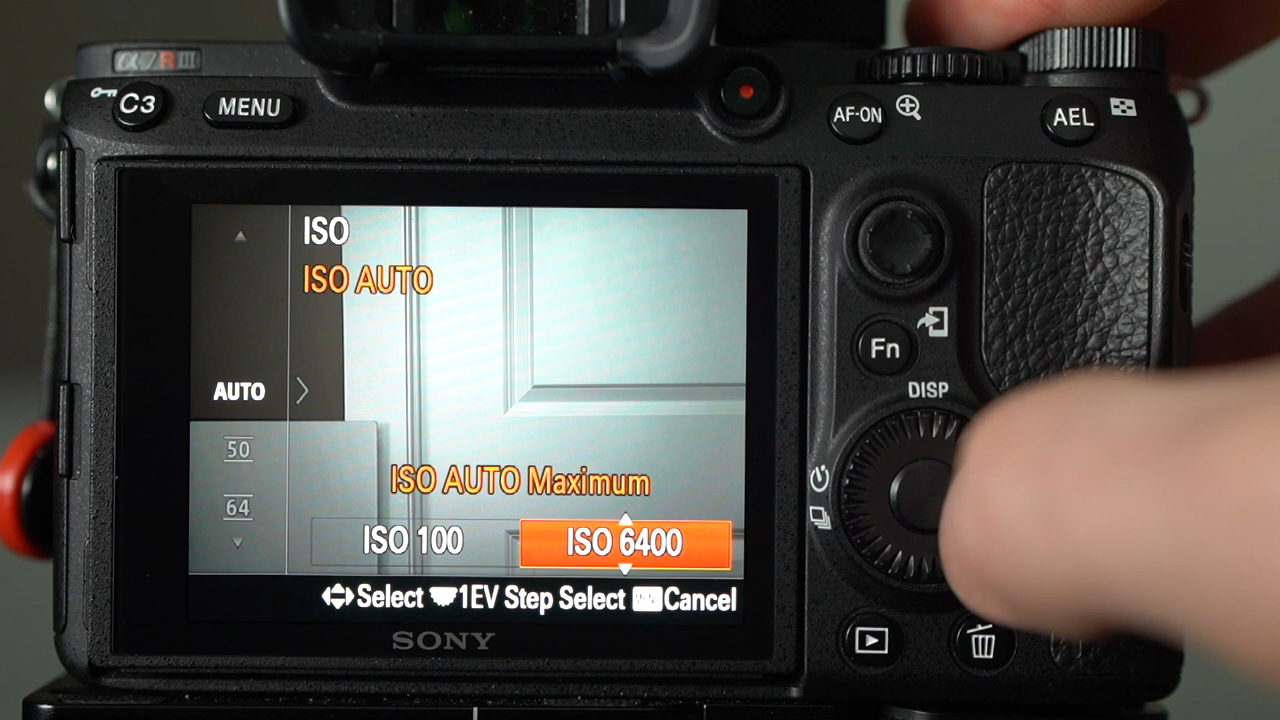 α7RIII
C3
MENU
AF-ON
AEL
ISO
ISO AUTO
Fn
DISP
AUTO
50
64
ISO AUTO Maximum
ISO 100
ISO 6400
Select 1EV Step Select Cancel
SONY